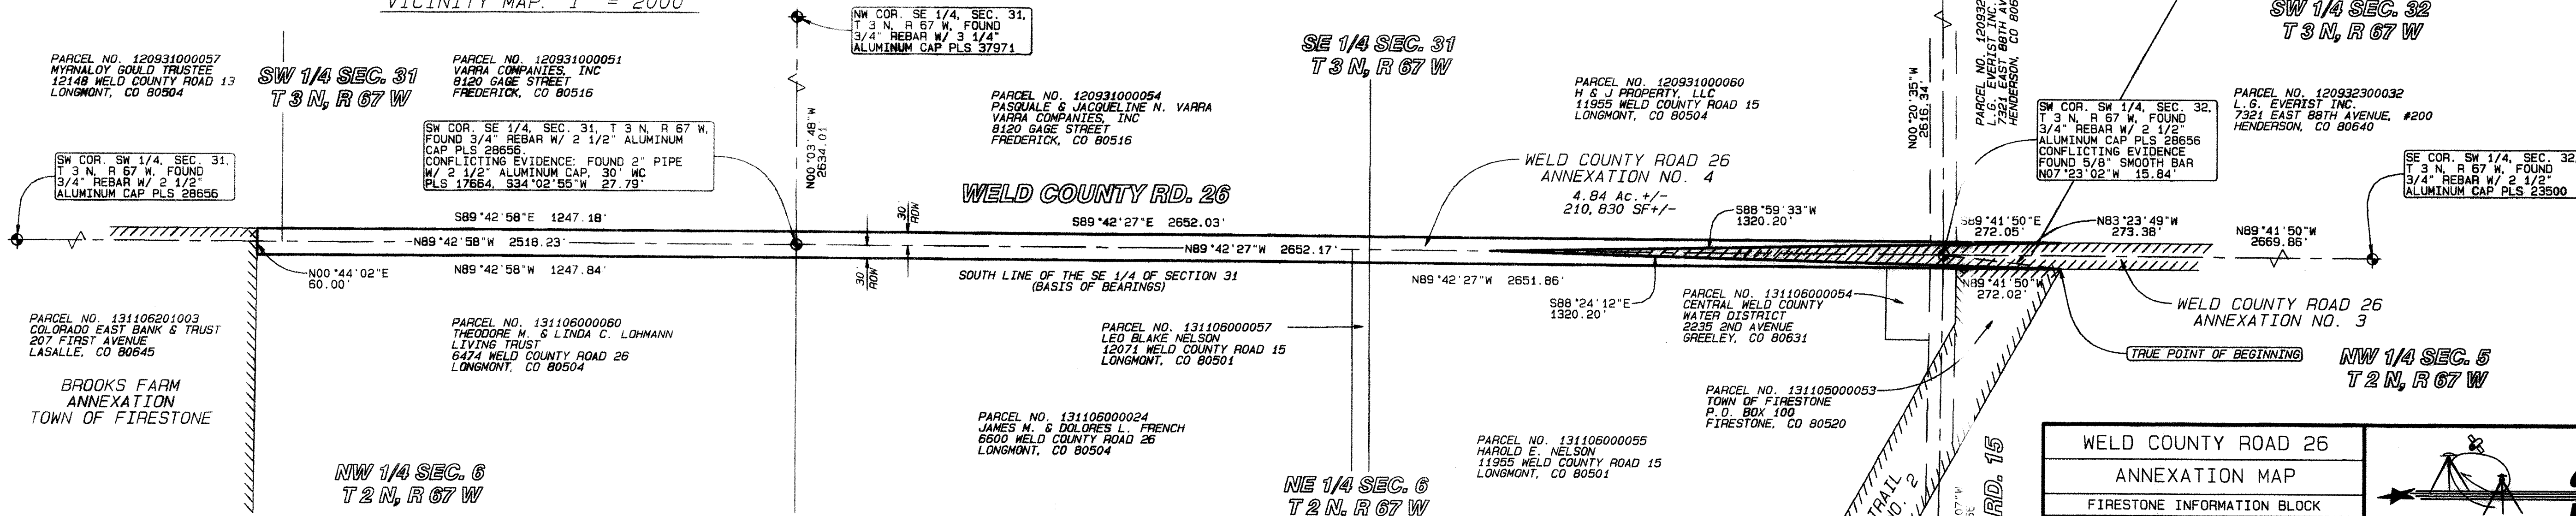 VICINITY MAP: 1" = 2000'
PARCEL NO. 120931000057
MYRNALOY GOULD TRUSTEE
12148 WELD COUNTY ROAD 13
LONGMONT, CO 80504
SW 1/4 SEC. 31
T 3 N, R 67 W
PARCEL NO. 120931000051
VARRA COMPANIES, INC
8120 GAGE STREET
FREDERICK, CO 80516
NW COR. SE 1/4, SEC. 31,
T 3 N, R 67 W, FOUND
3/4" REBAR W/ 3 1/4"
ALUMINUM CAP PLS 37971
N00°03'48"W
2634.01'
SW COR. SW 1/4, SEC. 31,
T 3 N, R 67 W, FOUND
3/4" REBAR W/ 2 1/2"
ALUMINUM CAP PLS 28656
SW COR. SE 1/4, SEC. 31, T 3 N, R 67 W,
FOUND 3/4" REBAR W/ 2 1/2" ALUMINUM
CAP PLS 28656.
CONFLICTING EVIDENCE: FOUND 2" PIPE
W/ 2 1/2" ALUMINUM CAP, 30' WC
PLS 17664, S34°02'55"W 27.79'
PARCEL NO. 120931000054
PASQUALE & JACQUELINE N. VARRA
VARRA COMPANIES, INC
8120 GAGE STREET
FREDERICK, CO 80516
SE 1/4 SEC. 31
T 3 N, R 67 W
PARCEL NO. 120931000060
H & J PROPERTY, LLC
11955 WELD COUNTY ROAD 15
LONGMONT, CO 80504
WELD COUNTY ROAD 26
ANNEXATION NO. 4
4.84 Ac.+/-
210,830 SF+/-
N00°20'35"W
2616.34'
PARCEL NO. 120932
L.G. EVERIST INC.
7321 EAST 88TH AV
HENDERSON, CO 806
SW 1/4 SEC. 32
T 3 N, R 67 W
SW COR. SW 1/4, SEC. 32,
T 3 N, R 67 W, FOUND
3/4" REBAR W/ 2 1/2"
ALUMINUM CAP PLS 28656
CONFLICTING EVIDENCE
FOUND 5/8" SMOOTH BAR
N07°23'02"W 15.84'
PARCEL NO. 120932300032
L.G. EVERIST INC.
7321 EAST 88TH AVENUE, #200
HENDERSON, CO 80640
SE COR. SW 1/4, SEC. 32,
T 3 N, R 67 W, FOUND
3/4" REBAR W/ 2 1/2"
ALUMINUM CAP PLS 23500
WELD COUNTY RD. 26
S89°42'58"E 1247.18'
N89°42'58"W 2518.23'
N89°42'58"W 1247.84'
N00°44'02"E
60.00'
30'
ROW
30'
ROW
S89°42'27"E 2652.03'
N89°42'27"W 2652.17'
SOUTH LINE OF THE SE 1/4 OF SECTION 31
(BASIS OF BEARINGS)
N89°42'27"W 2651.86'
S88°59'33"W
1320.20'
S88°24'12"E
1320.20'
S89°41'50"E
272.05'
N83°23'49"W
273.38'
N89°41'50"W
2669.86'
N89°41'50"W
272.02'
WELD COUNTY ROAD 26
ANNEXATION NO. 3
TRUE POINT OF BEGINNING
PARCEL NO. 131106201003
COLORADO EAST BANK & TRUST
207 FIRST AVENUE
LASALLE, CO 80645
BROOKS FARM
ANNEXATION
TOWN OF FIRESTONE
PARCEL NO. 131106000060
THEODORE M. & LINDA C. LOHMANN
LIVING TRUST
6474 WELD COUNTY ROAD 26
LONGMONT, CO 80504
NW 1/4 SEC. 6
T 2 N, R 67 W
PARCEL NO. 131106000057
LEO BLAKE NELSON
12071 WELD COUNTY ROAD 15
LONGMONT, CO 80501
PARCEL NO. 131106000024
JAMES M. & DOLORES L. FRENCH
6600 WELD COUNTY ROAD 26
LONGMONT, CO 80504
NE 1/4 SEC. 6
T 2 N, R 67 W
PARCEL NO. 131106000054
CENTRAL WELD COUNTY
WATER DISTRICT
2235 2ND AVENUE
GREELEY, CO 80631
PARCEL NO. 131105000053
TOWN OF FIRESTONE
P.O. BOX 100
FIRESTONE, CO 80520
PARCEL NO. 131106000055
HAROLD E. NELSON
11955 WELD COUNTY ROAD 15
LONGMONT, CO 80501
TRAIL
NO. 2
RD. 15
NW 1/4 SEC. 5
T 2 N, R 67 W
WELD COUNTY ROAD 26
ANNEXATION MAP
FIRESTONE INFORMATION BLOCK